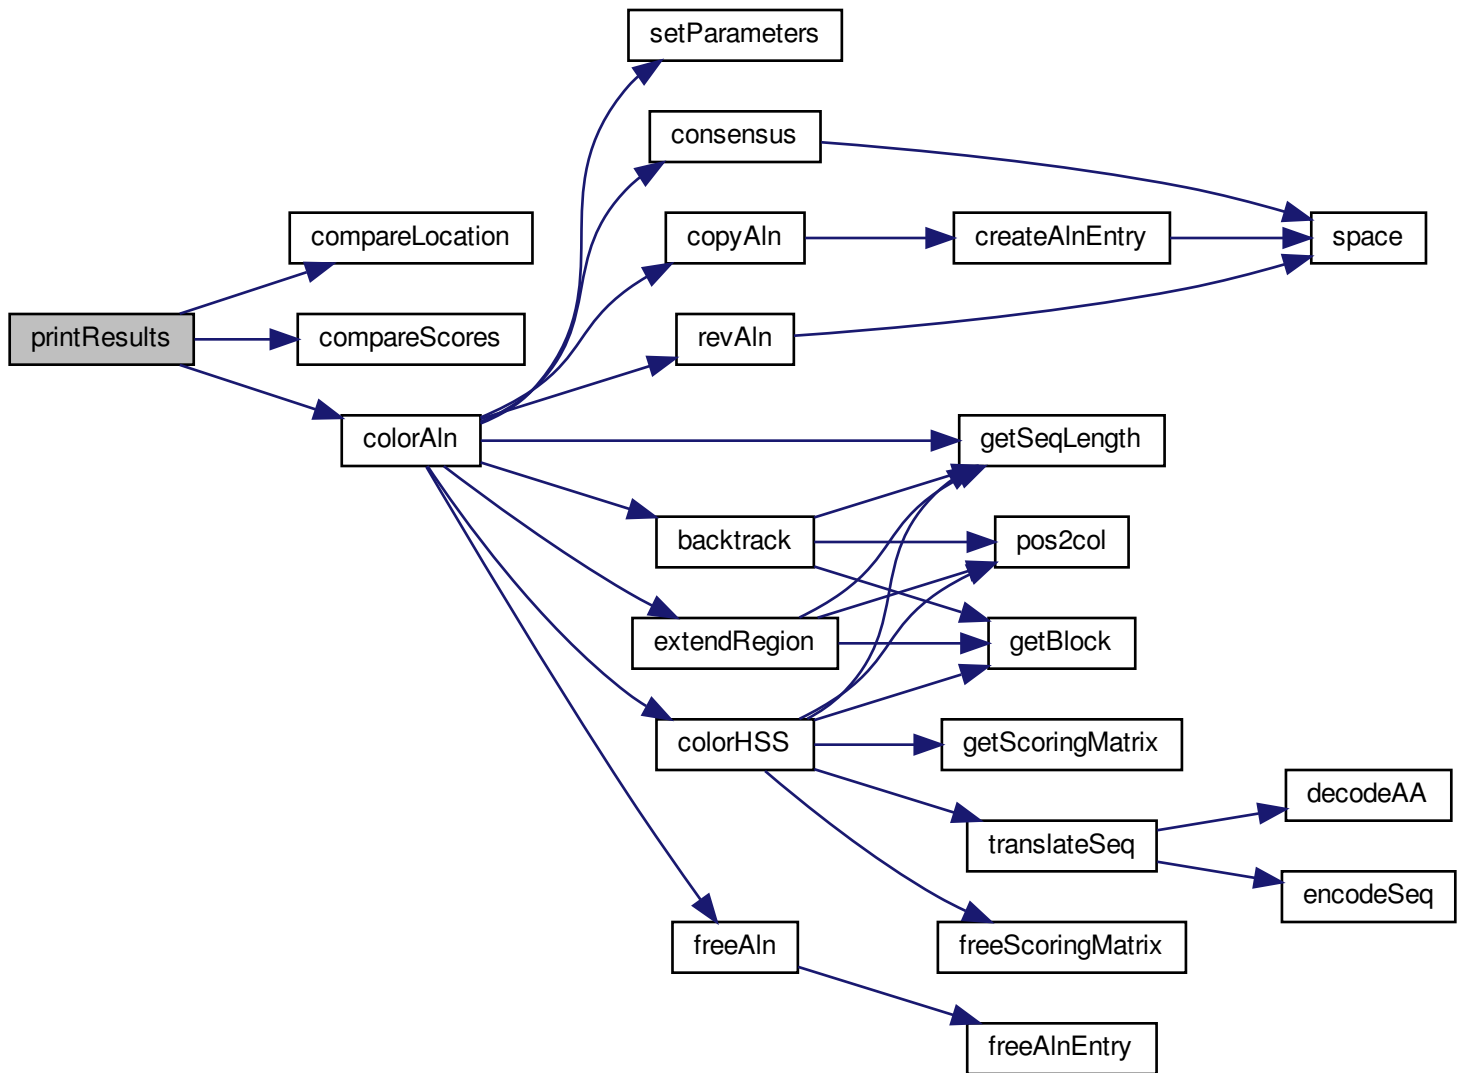 setParameters
consensus
compareLocation
copyAln
createAlnEntry
space
printResults
compareScores
revAln
colorAln
getSeqLength
backtrack
pos2col
extendRegion
getBlock
colorHSS
getScoringMatrix
decodeAA
translateSeq
encodeSeq
freeAln
freeScoringMatrix
freeAlnEntry